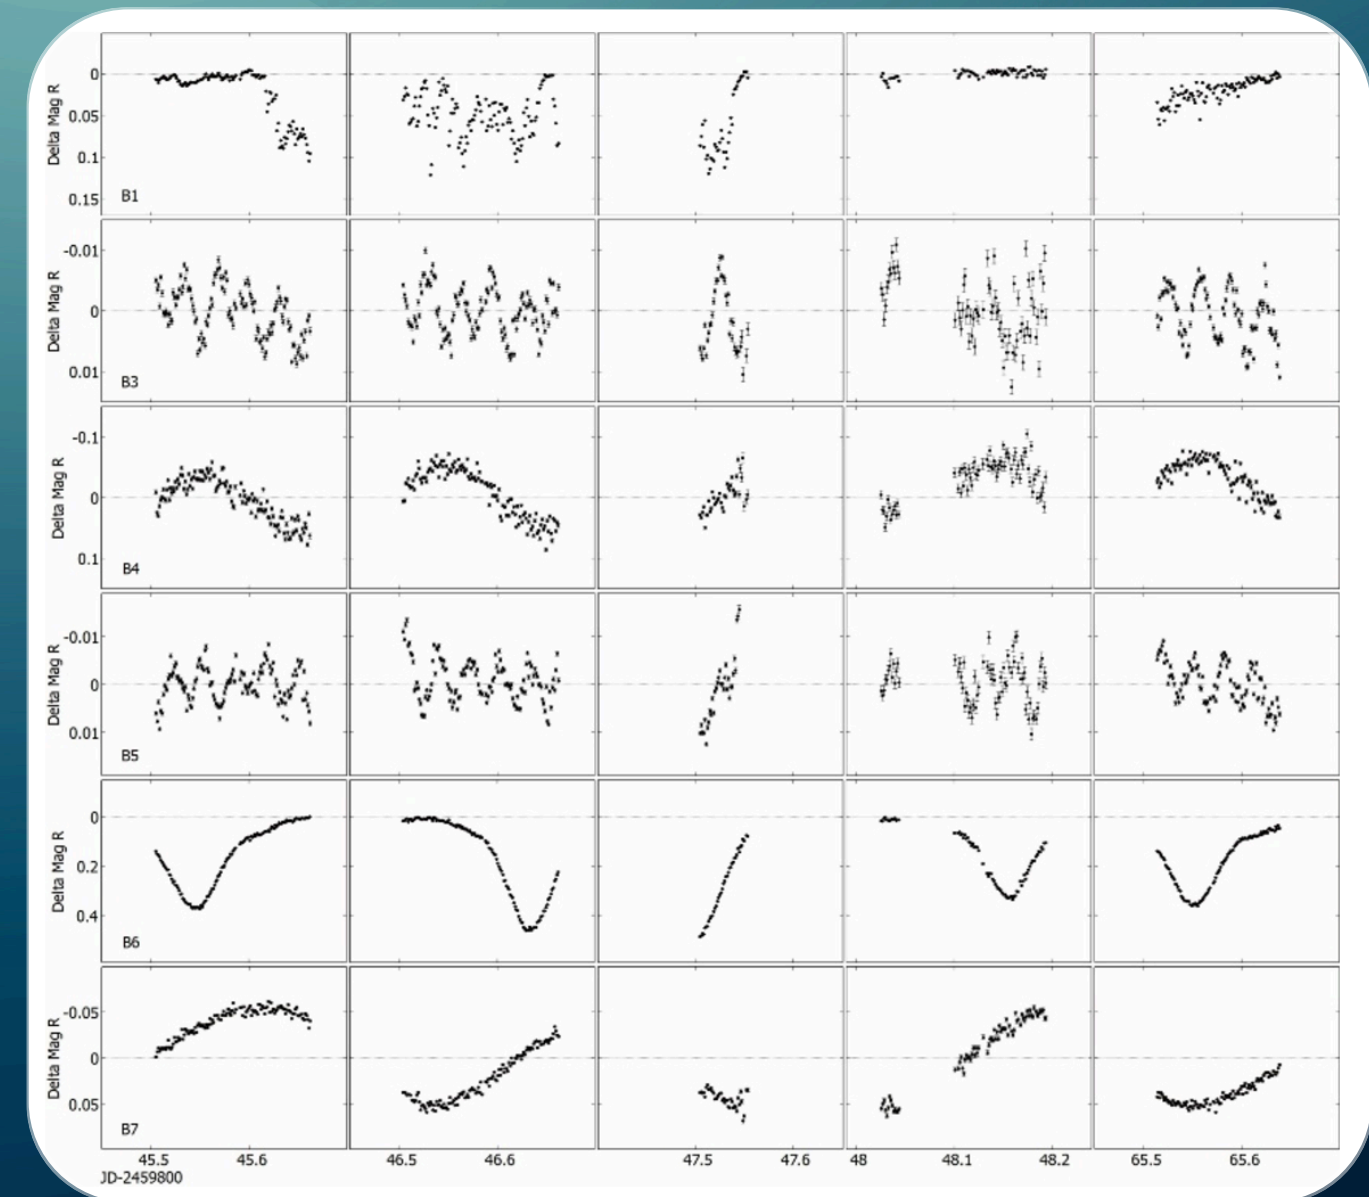 Delta Mag R
0
0.05
0.1
0.15
B1
Delta Mag R
-0.01
0
0.01
B3
Delta Mag R
-0.1
0
0.1
B4
Delta Mag R
-0.01
0
0.01
B5
Delta Mag R
0
0.2
0.4
B6
Delta Mag R
-0.05
0
0.05
B7
45.5 45.6 46.5 46.6 47.5 47.6 48 48.1 48.2 65.5 65.6
JD-2459800